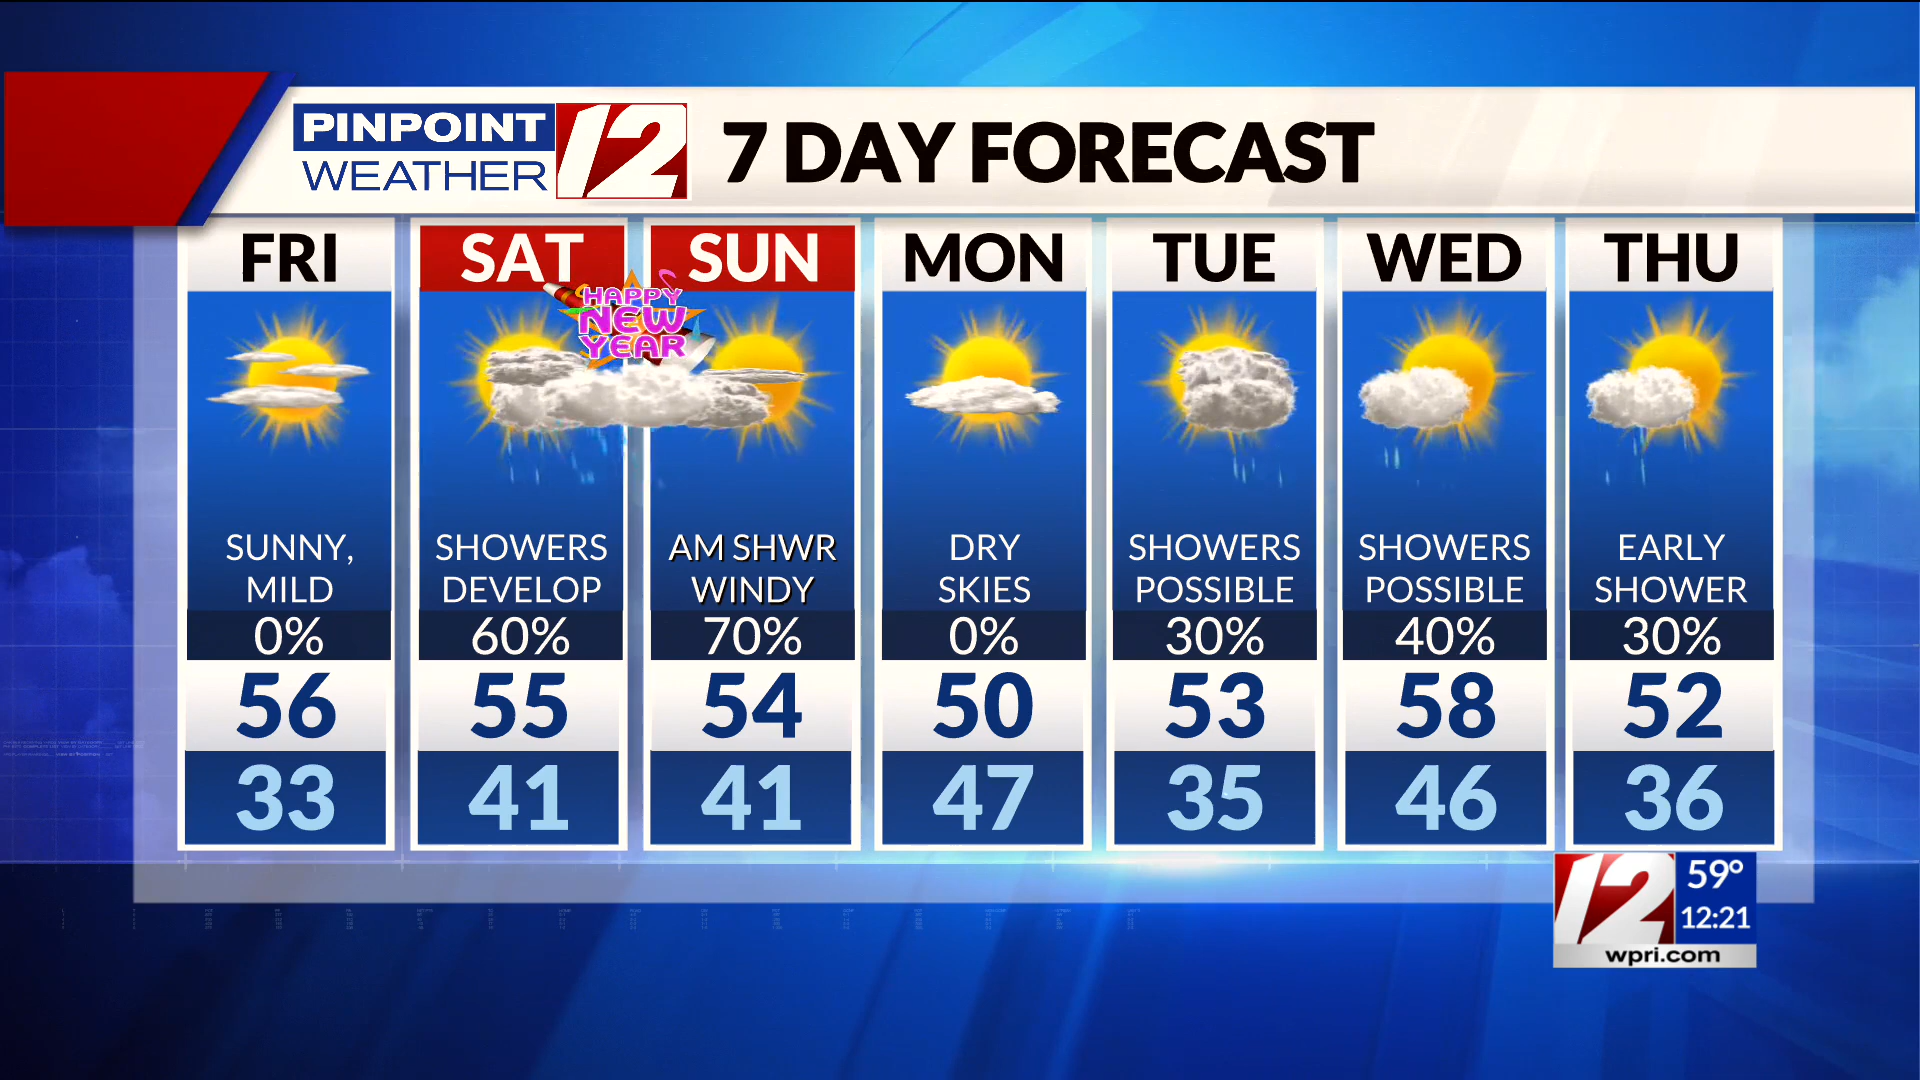 PINPOINT
WEATHER 12
7 DAY FORECAST
FRI SAT SUN MON TUE WED THU
HAPPY
NEW
YEAR
SUNNY, SHOWERS AM SHWR DRY SHOWERS SHOWERS EARLY
MILD DEVELOP WINDY SKIES POSSIBLE POSSIBLE SHOWER
0% 60% 70% 0% 30% 40% 30%
56 55 54 50 53 58 52
33 41 41 47 35 46 36
12 59°
12:21
wpri.com